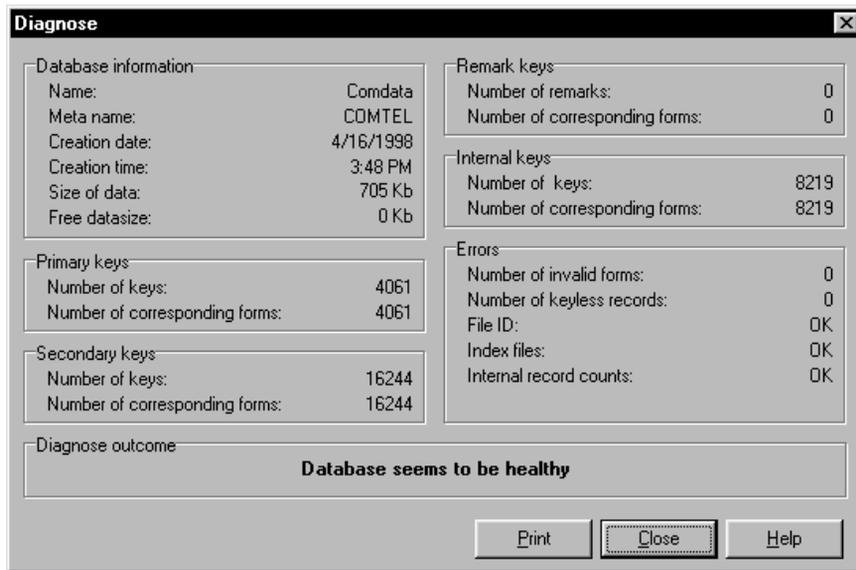 Diagnose
Database information
Name: Comdata
Meta name: COMTEL
Creation date: 4/16/1998
Creation time: 3:48 PM
Size of data: 705 Kb
Free datasize: 0 Kb
Primary keys
Number of keys: 4061
Number of corresponding forms: 4061
Secondary keys
Number of keys: 16244
Number of corresponding forms: 16244
Remark keys
Number of remarks: 0
Number of corresponding forms: 0
Internal keys
Number of keys: 8219
Number of corresponding forms: 8219
Errors
Number of invalid forms: 0
Number of keyless records: 0
File ID: OK
Index files: OK
Internal record counts: OK
Diagnose outcome
Database seems to be healthy
Print Close Help